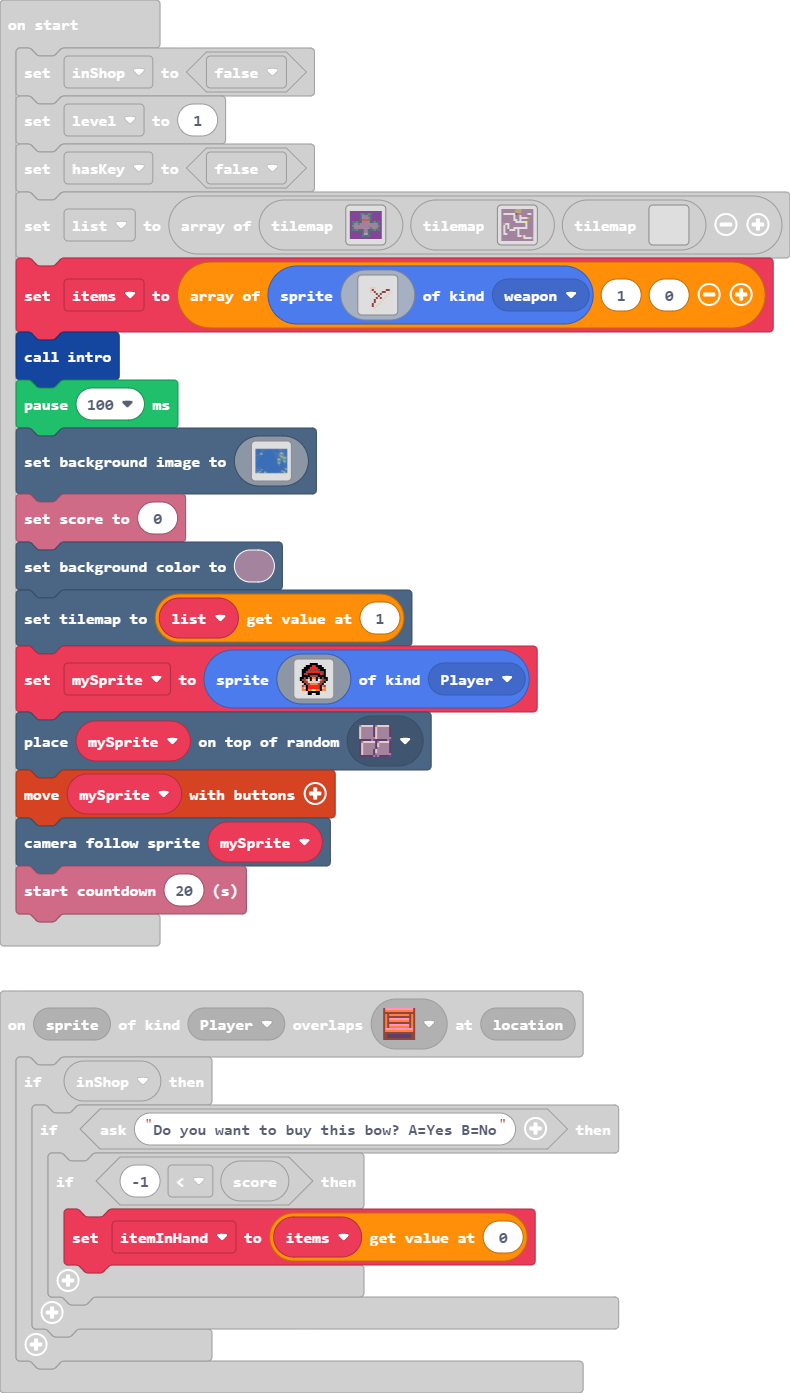 on start
set inShop to false
set level to 1
set hasKey to false
set list to array of tilemap tilemap tilemap
set items to array of sprite of kind weapon 1 0
call intro
pause 100 ms
set background image to
set score to 0
set background color to
set tilemap to list get value at 1
set mySprite to sprite of kind Player
place mySprite on top of random
move mySprite with buttons
camera follow sprite mySprite
start countdown 20 (s)
on sprite of kind Player overlaps at location
if inShop then
if ask "Do you want to buy this bow? A=Yes B=No" then
if -1 < score then
set itemInHand to items get value at 0